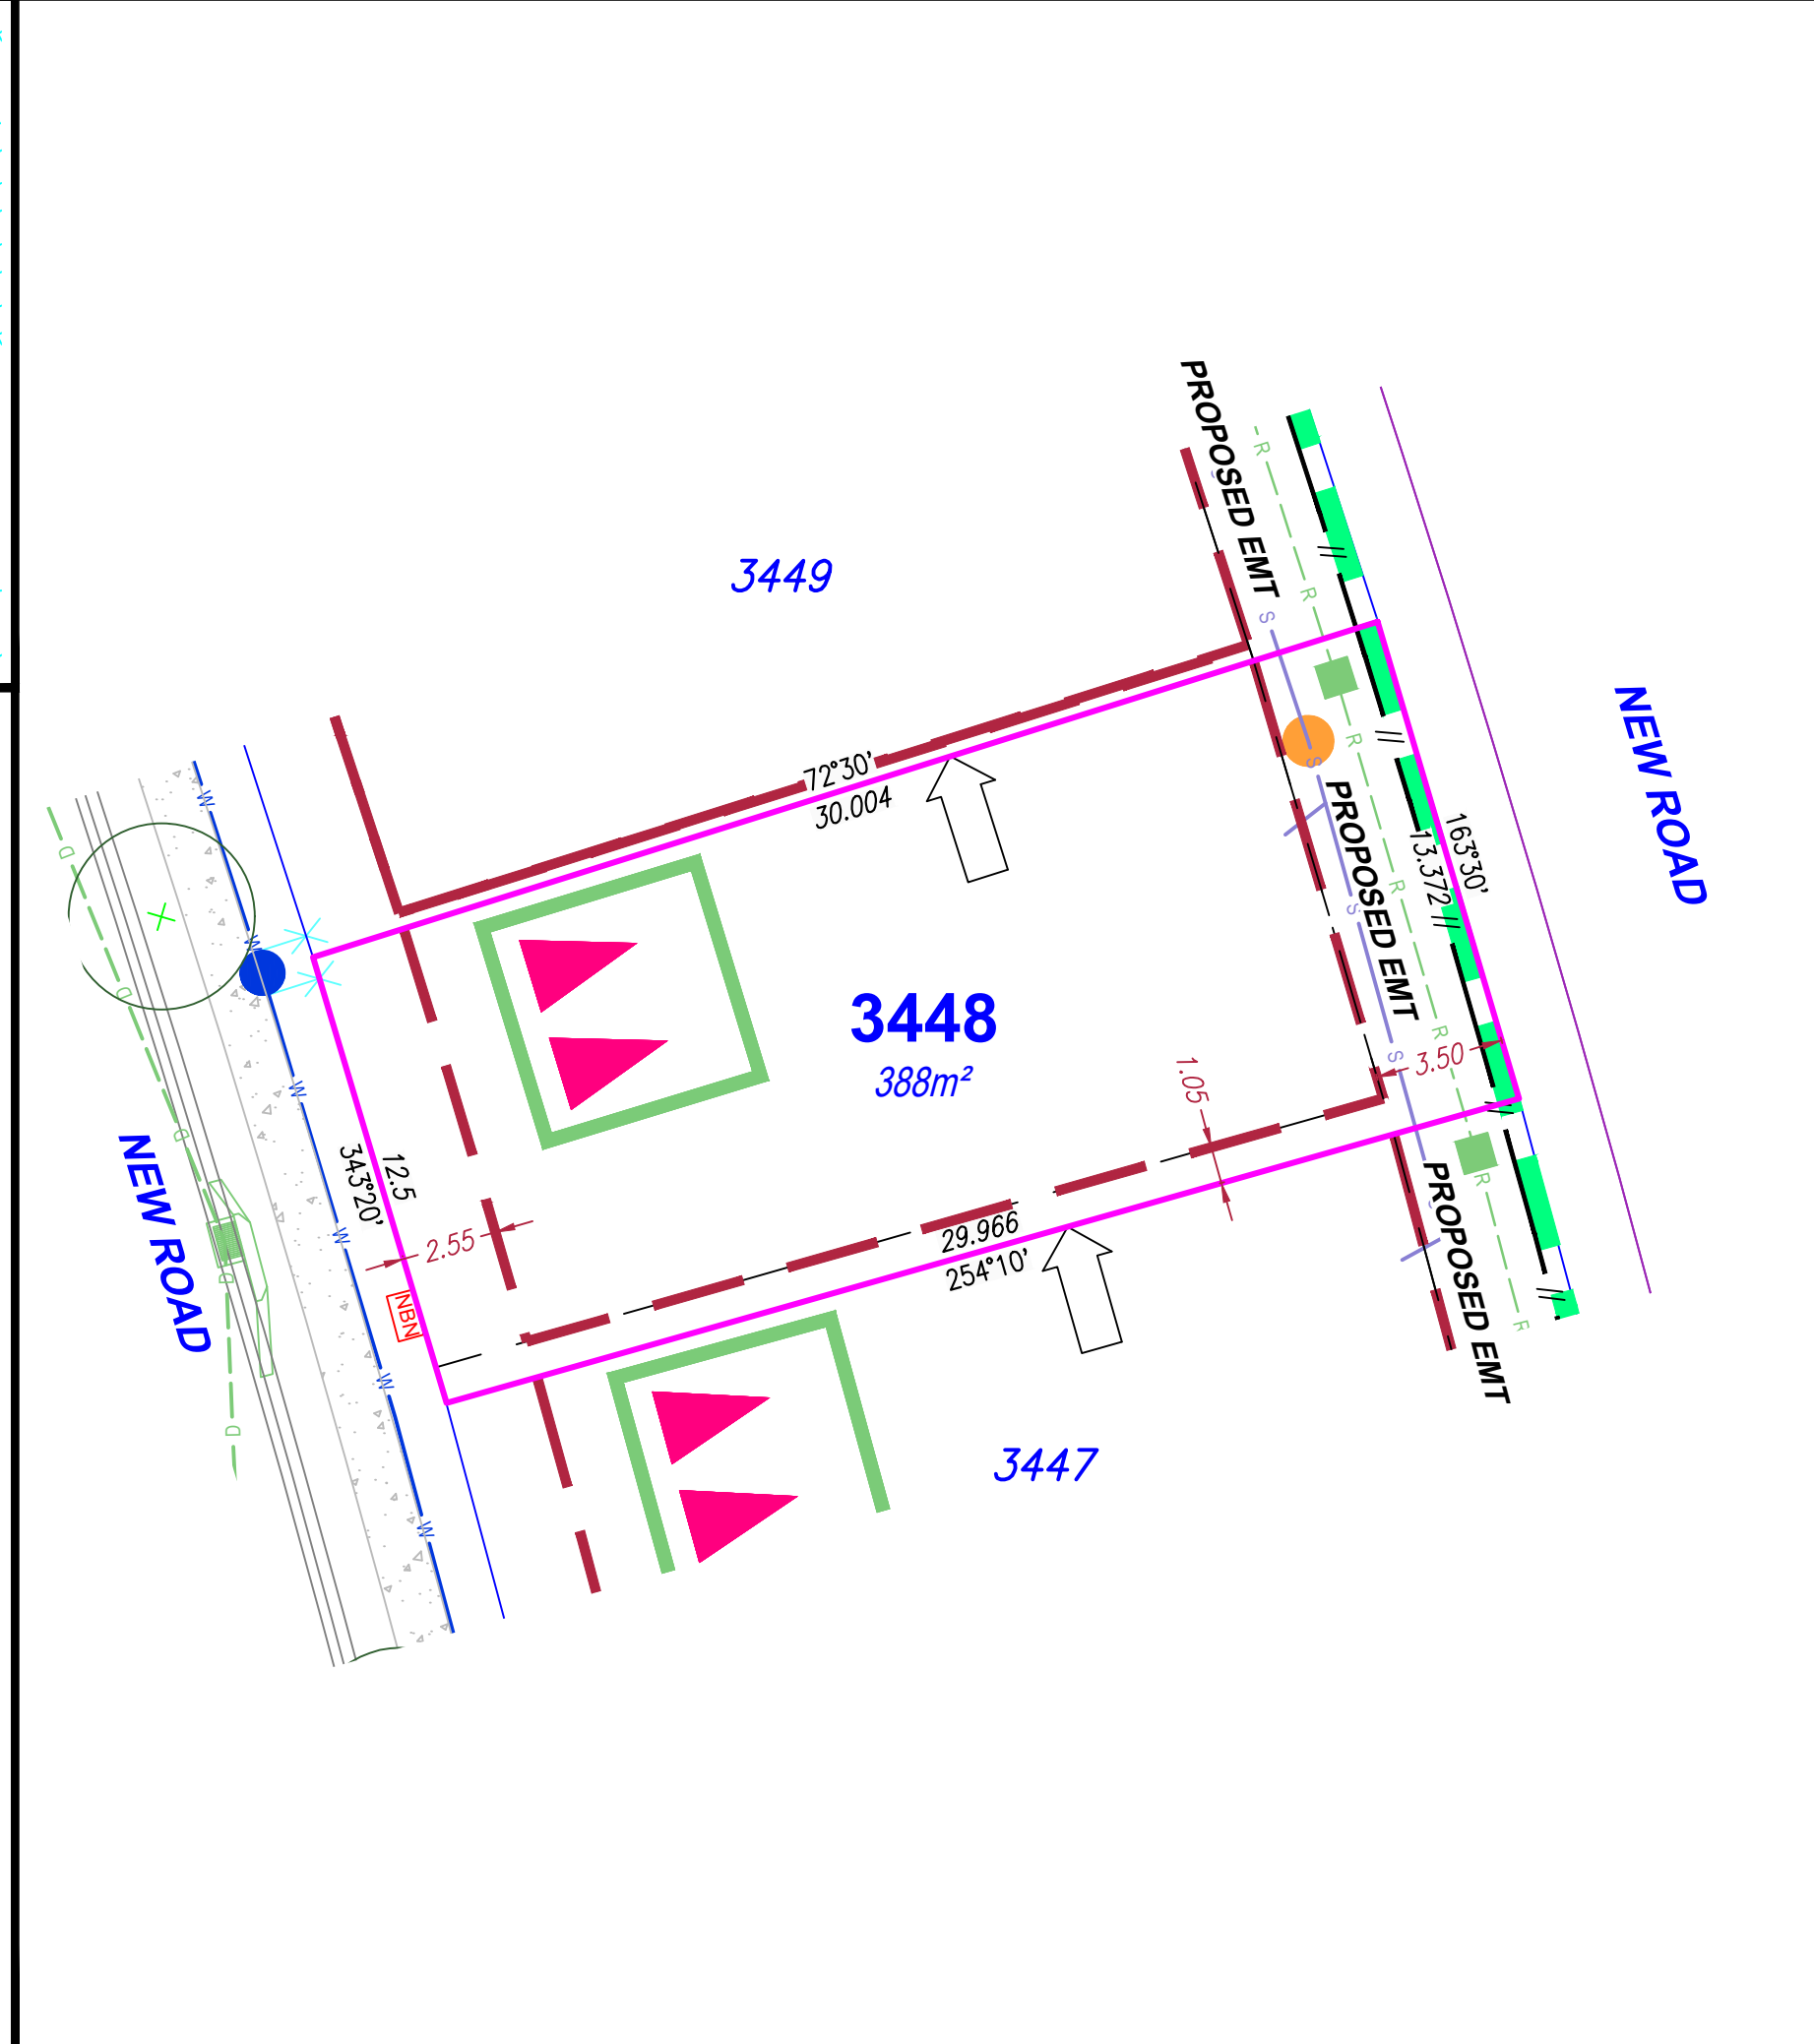 PROPOSED EMT
R
3449
S
R
NEW ROAD
72°30'
30.004
W
R
S
PROPOSED EMT
163°30'
13.372
D
R
S
W
3448
388m²
D
R
S
3.50
1.05
W
D
NEW ROAD
12.5
343°20'
PROPOSED EMT
R
29.966
254°10'
2.55
W
D
NBN
R
W
D
3447
W